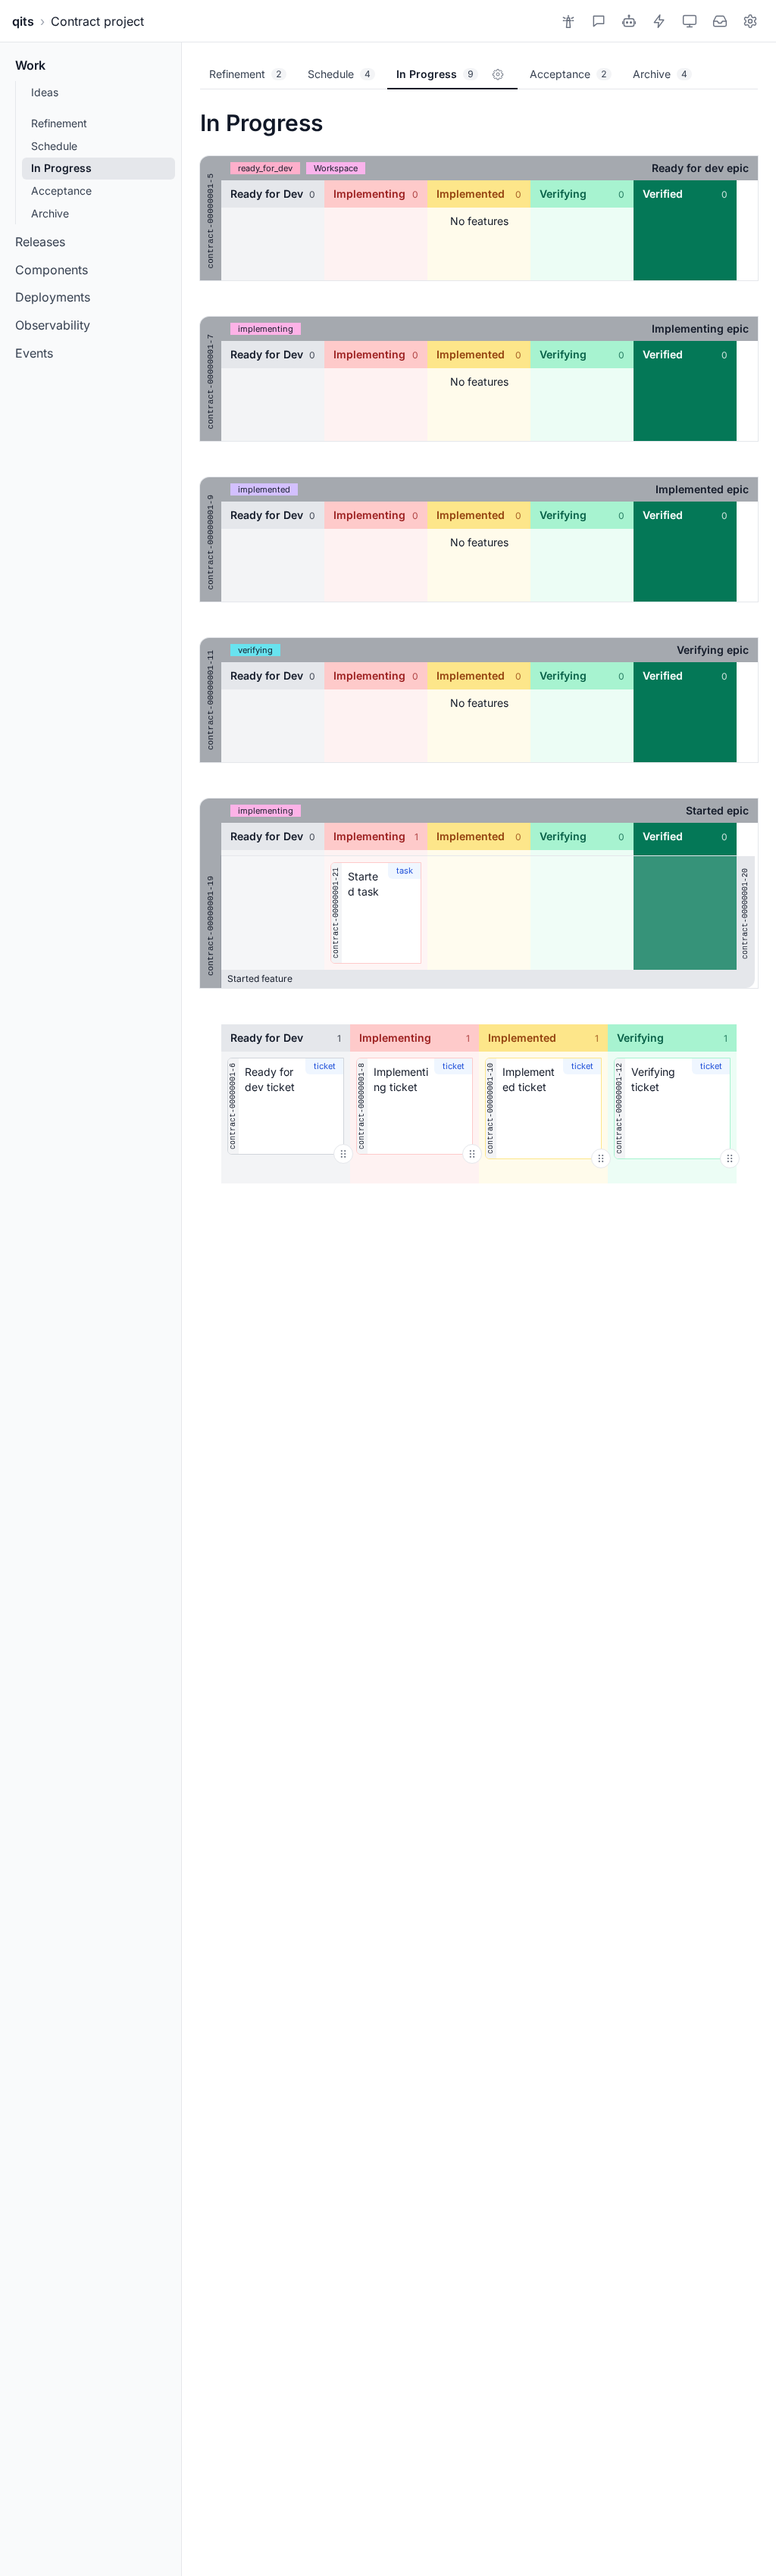 qits › Contract project
Work
Ideas
Refinement
Schedule
In Progress
Acceptance
Archive
Releases
Components
Deployments
Observability
Events
Refinement 2 Schedule 4 In Progress 9 Acceptance 2 Archive 4
In Progress
contract-00000001-5
ready_for_dev Workspace Ready for dev epic
Ready for Dev 0 Implementing 0 Implemented 0 Verifying 0 Verified 0
No features
contract-00000001-7
implementing Implementing epic
Ready for Dev 0 Implementing 0 Implemented 0 Verifying 0 Verified 0
No features
contract-00000001-9
implemented Implemented epic
Ready for Dev 0 Implementing 0 Implemented 0 Verifying 0 Verified 0
No features
contract-00000001-11
verifying Verifying epic
Ready for Dev 0 Implementing 0 Implemented 0 Verifying 0 Verified 0
No features
contract-00000001-19
implementing Started epic
Ready for Dev 0 Implementing 1 Implemented 0 Verifying 0 Verified 0
contract-00000001-21
task
Starte
d task
contract-00000001-20
Started feature
Ready for Dev 1 Implementing 1 Implemented 1 Verifying 1
contract-00000001-6
ticket
Ready for
dev ticket
contract-00000001-8
ticket
Implementi
ng ticket
contract-00000001-10
ticket
Implement
ed ticket
contract-00000001-12
ticket
Verifying
ticket